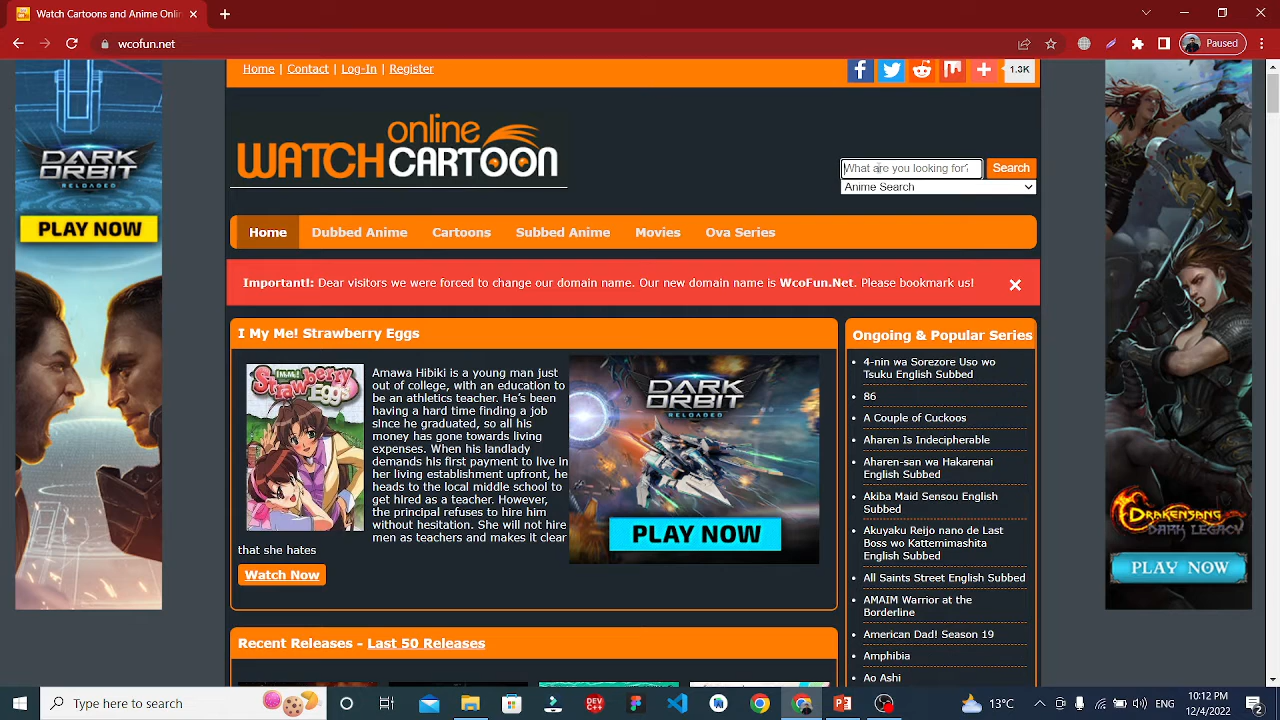 Watch Cartoons and Anime Onlin
wcofun.net
Paused
Home | Contact | Log-In | Register
1.3K
WATCH online CARTOON
What are you looking for?
Search
Anime Search
Home
Dubbed Anime
Cartoons
Subbed Anime
Movies
Ova Series
Important! Dear visitors we were forced to change our domain name. Our new domain name is WcoFun.Net. Please bookmark us!
DARK
ORBIT
RELOADED
PLAY NOW
I My Me! Strawberry Eggs
Strawberry
Eggs
Amawa Hibiki is a young man just
out of college, with an education to
be an athletics teacher. He's been
having a hard time finding a job
since he graduated, so all his
money has gone towards living
expenses. When his landlady
demands his first payment to live in
her living establishment upfront, he
heads to the local middle school to
get hired as a teacher. However,
the principal refuses to hire him
without hesitation. She will not hire
men as teachers and makes it clear
that she hates
Watch Now
DARK
ORBIT
RELOADED
PLAY NOW
Recent Releases - Last 50 Releases
Ongoing & Popular Series
4-nin wa Sorezore Uso wo
Tsuku English Subbed
86
A Couple of Cuckoos
Aharen Is Indecipherable
Aharen-san wa Hakarenai
English Subbed
Akiba Maid Sensou English
Subbed
Akuyaku Reijo nano de Last
Boss wo Kattemimashita
English Subbed
All Saints Street English Subbed
AMAIM Warrior at the
Borderline
American Dad! Season 19
Amphibia
Ao Ashi
DRAKENSANG
DARK LEGACY
PLAY NOW
Type here to search
DEV
C++
13°C
10:12 PM
12/4/2022